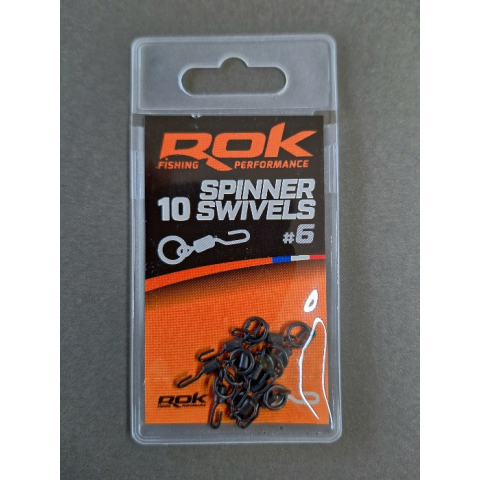 ROK
FISHING PERFORMANCE
SPINNER
10 SWIVELS
#6
ROK